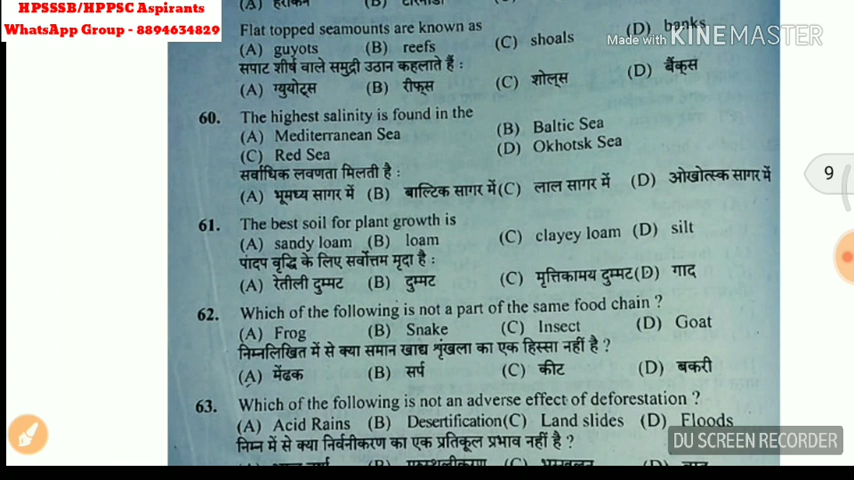 HPSSSB/HPPSC Aspirants
WhatsApp Group - 8894634829
Made with KINEMASTER
(A) (B)
Flat topped seamounts are known as
(A) guyots (B) reefs (C) shoals (D) banks
सपाट शीर्ष वाले समुद्री उठान कहलाते हैं :
(A) ग्युयोट्स (B) रीफ्स (C) शोल्स (D) बैंक्स
60. The highest salinity is found in the
(A) Mediterranean Sea (B) Baltic Sea
(C) Red Sea (D) Okhotsk Sea
सर्वाधिक लवणता मिलती है :
(A) भूमध्य सागर में (B) बाल्टिक सागर में (C) लाल सागर में (D) ओखोत्स्क सागर में
61. The best soil for plant growth is
(A) sandy loam (B) loam (C) clayey loam (D) silt
पादप वृद्धि के लिए सर्वोत्तम मृदा है :
(A) रेतीली दुम्मट (B) दुम्मट (C) मृत्तिकामय दुम्मट (D) गाद
62. Which of the following is not a part of the same food chain ?
(A) Frog (B) Snake (C) Insect (D) Goat
निम्नलिखित में से क्या समान खाद्य शृंखला का एक हिस्सा नहीं है ?
(A) मेंढक (B) सर्प (C) कीट (D) बकरी
63. Which of the following is not an adverse effect of deforestation ?
(A) Acid Rains (B) Desertification (C) Land slides (D) Floods
निम्न में से क्या निर्वनीकरण का एक प्रतिकूल प्रभाव नहीं है ?
(B) (C) (D)
9
DU SCREEN RECORDER